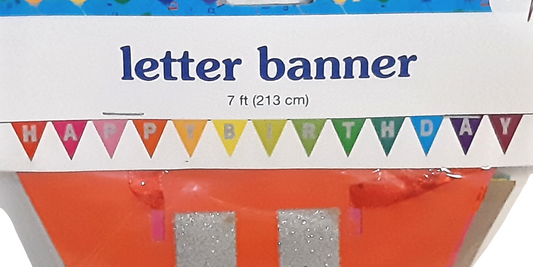 letter banner
7 ft (213 cm)
HAPPY BIRTHDAY